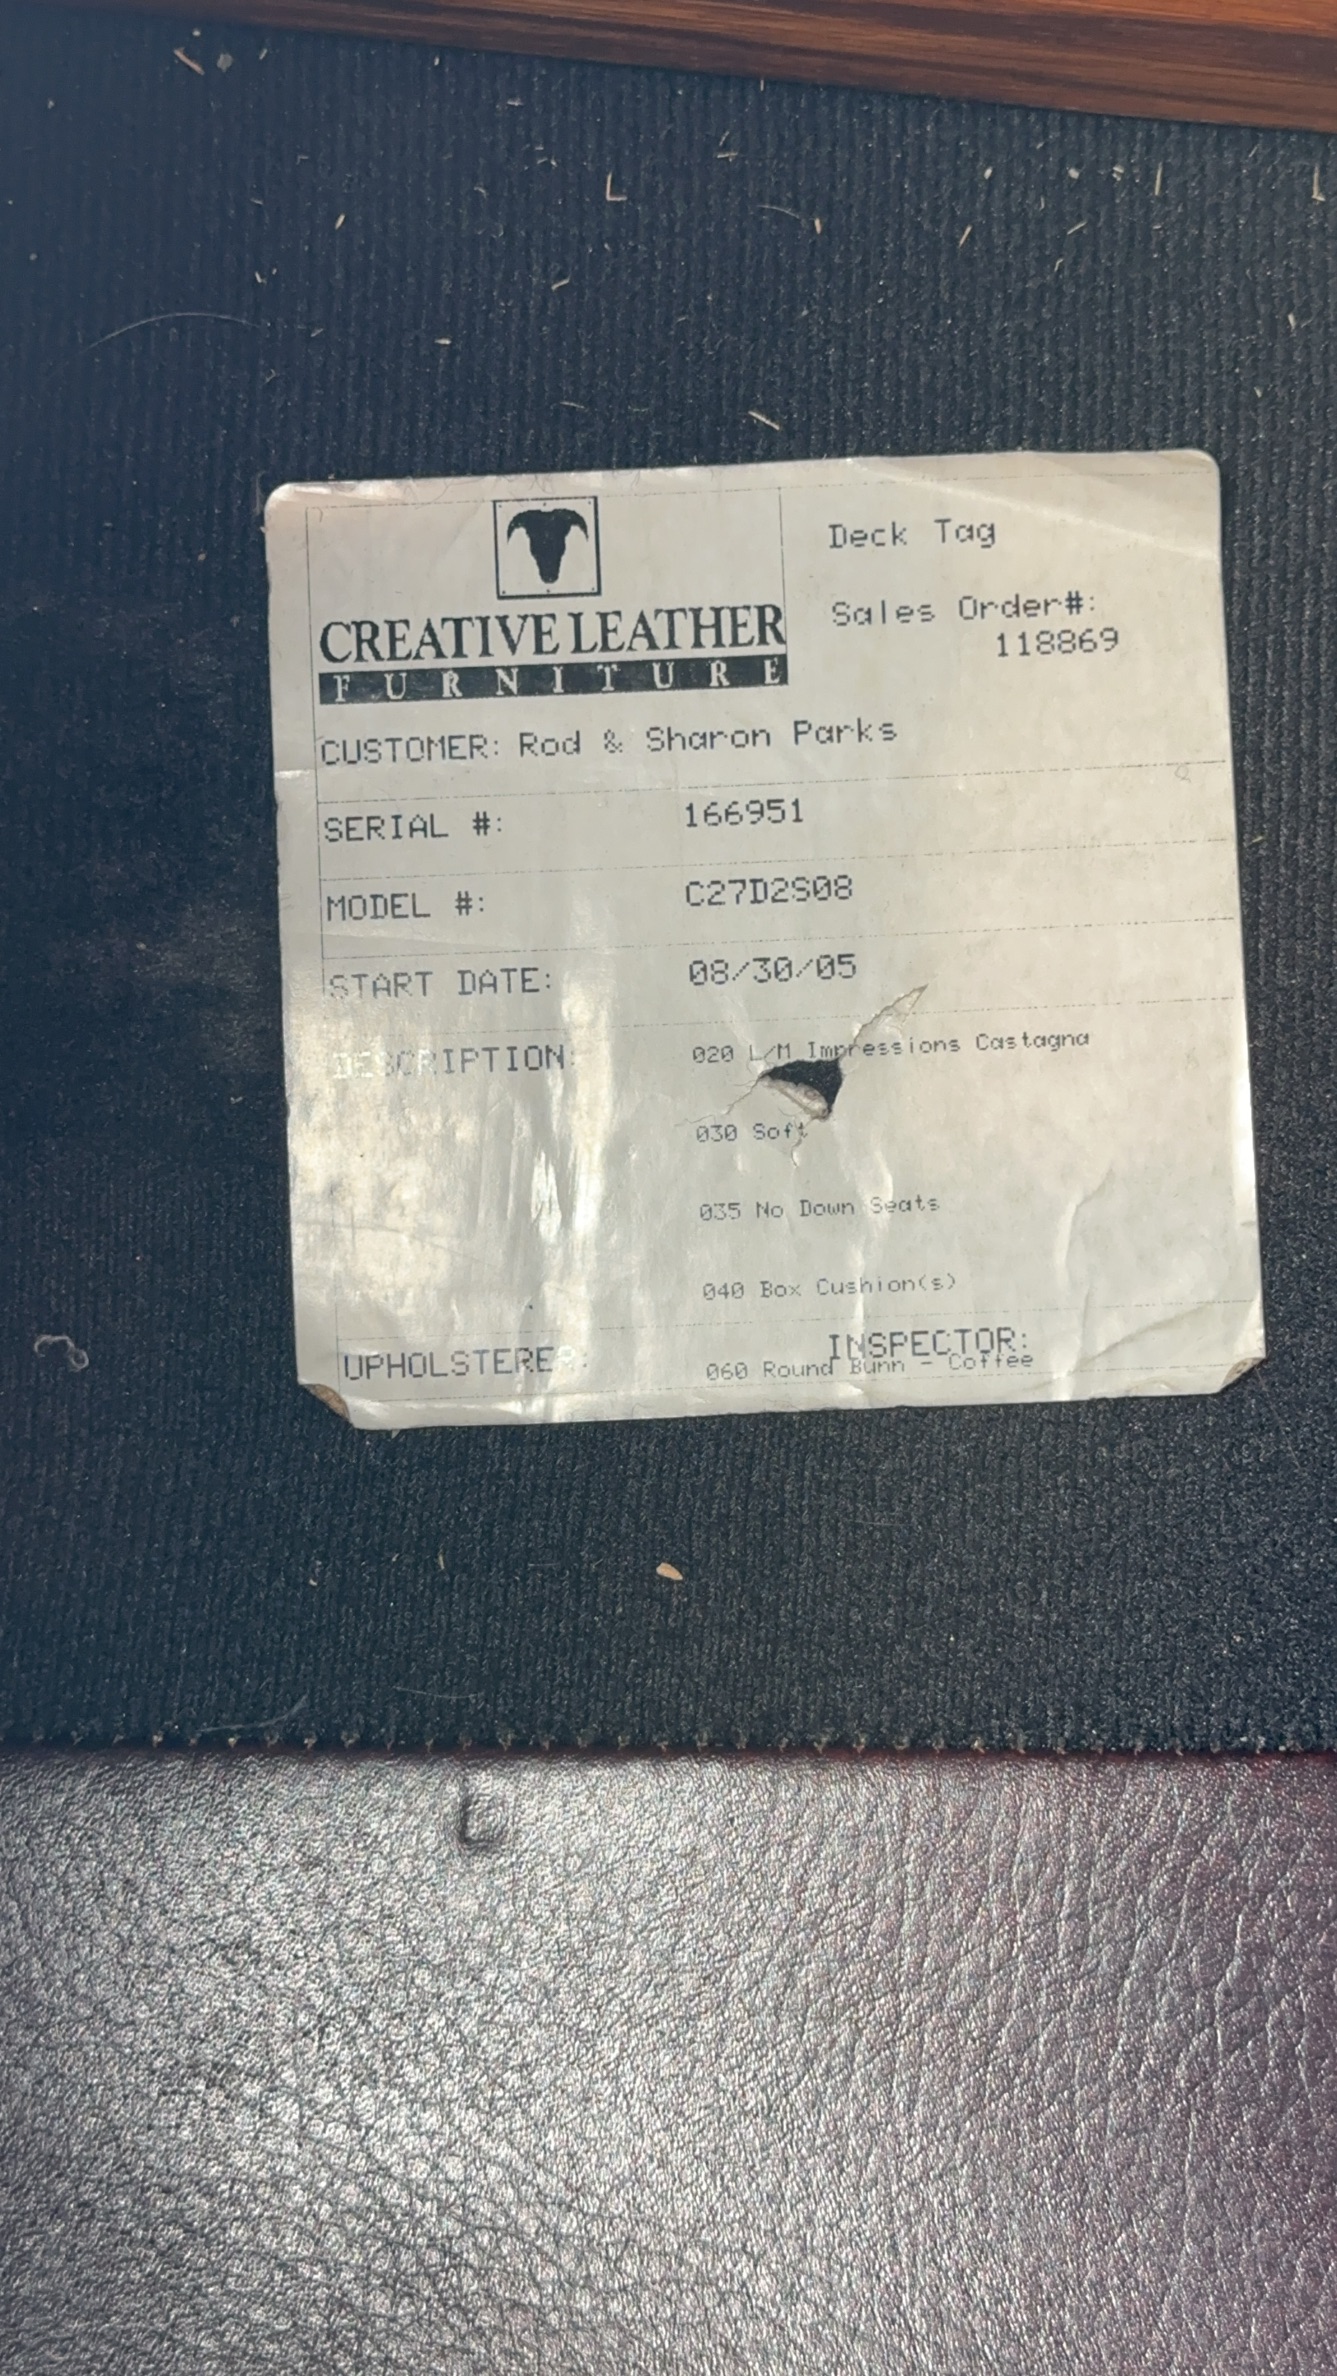 Deck Tag
Sales Order#:
118869
CREATIVE LEATHER
FURNITURE
CUSTOMER: Rod & Sharon Parks
SERIAL #: 166951
MODEL #: C27D2S08
START DATE: 08/30/05
DESCRIPTION: 020 L/M Impressions Castagna
030 Soft
035 No Down Seats
040 Box Cushion(s)
UPHOLSTERER: INSPECTOR:
060 Round Bunn - Coffee